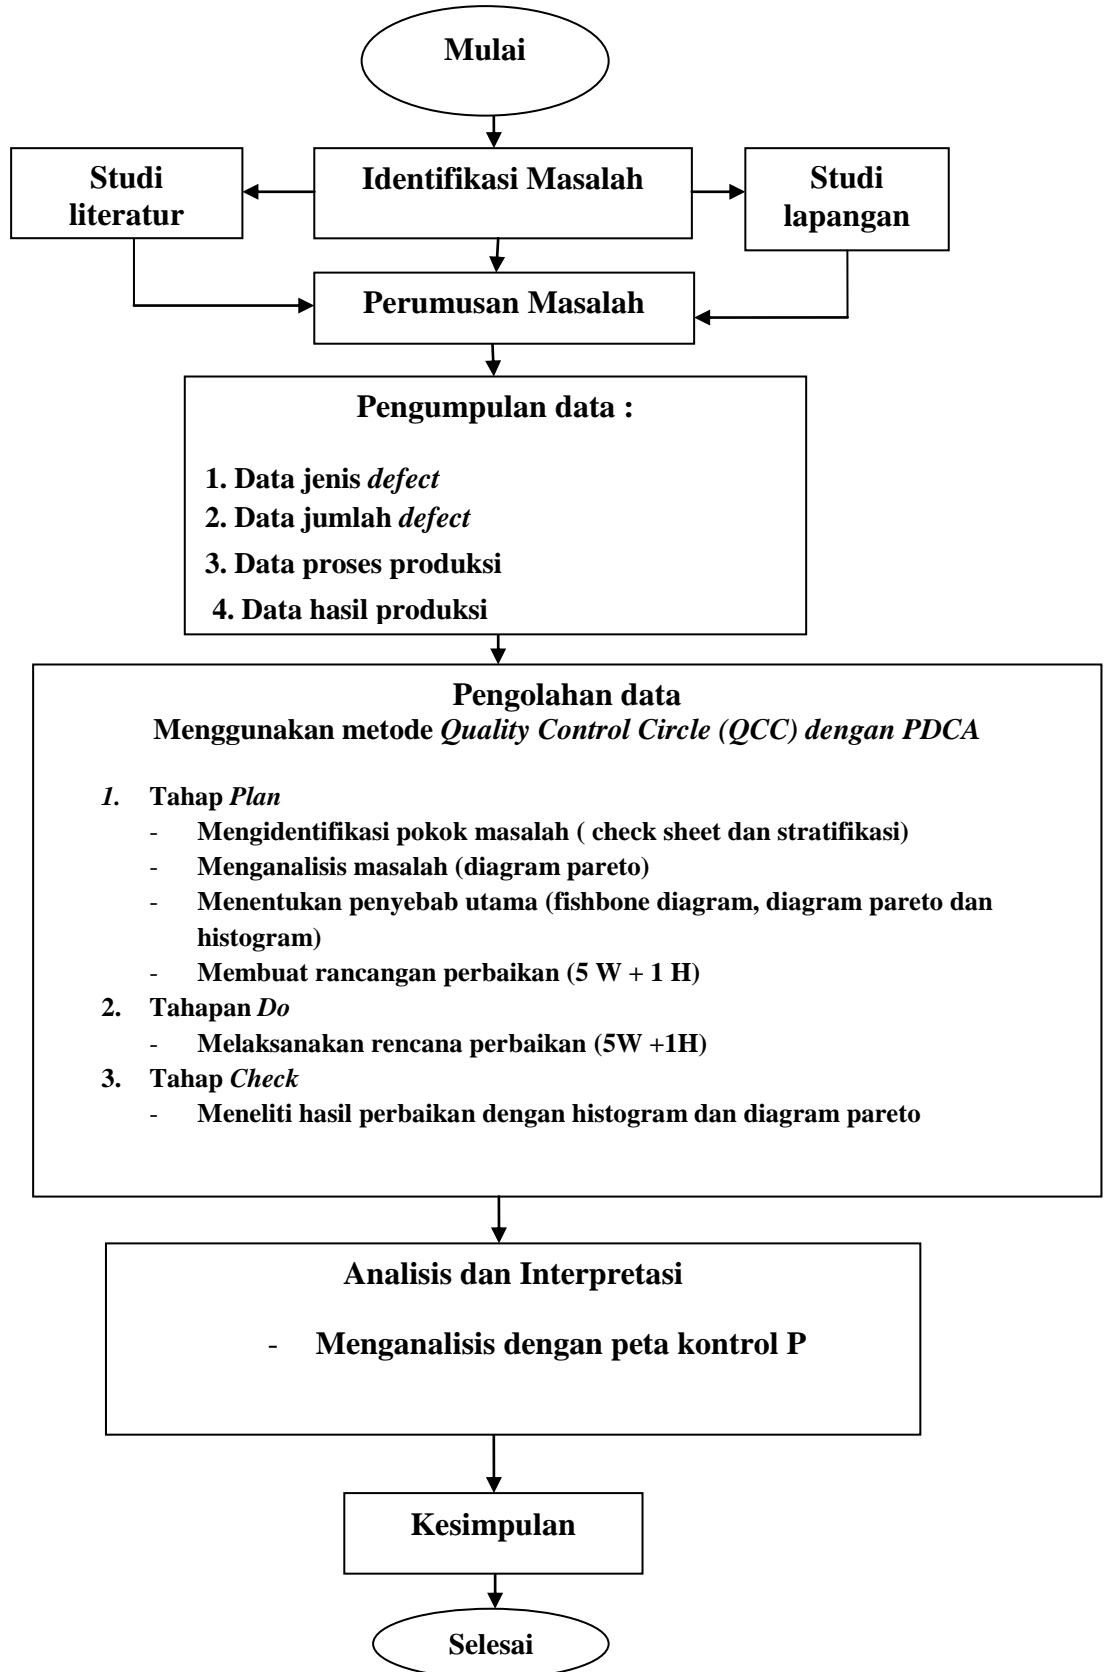 Mulai
Studi
literatur
Identifikasi Masalah
Studi
lapangan
Perumusan Masalah
Pengumpulan data :
1. Data jenis defect
2. Data jumlah defect
3. Data proses produksi
4. Data hasil produksi
Pengolahan data
Menggunakan metode Quality Control Circle (QCC) dengan PDCA
1. Tahap Plan
- Mengidentifikasi pokok masalah ( check sheet dan stratifikasi)
- Menganalisis masalah (diagram pareto)
- Menentukan penyebab utama (fishbone diagram, diagram pareto dan
histogram)
- Membuat rancangan perbaikan (5 W + 1 H)
2. Tahapan Do
- Melaksanakan rencana perbaikan (5W +1H)
3. Tahap Check
- Meneliti hasil perbaikan dengan histogram dan diagram pareto
Analisis dan Interpretasi
- Menganalisis dengan peta kontrol P
Kesimpulan
Selesai